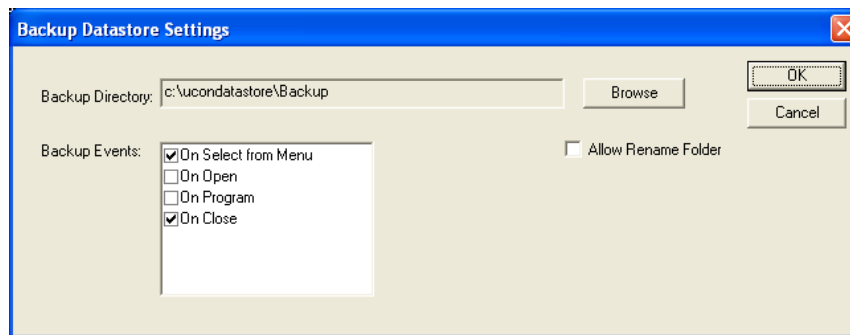 Backup Datastore Settings
Backup Directory: c:\ucondatastore\Backup Browse OK
Cancel
Backup Events: On Select from Menu Allow Rename Folder
On Open
On Program
On Close